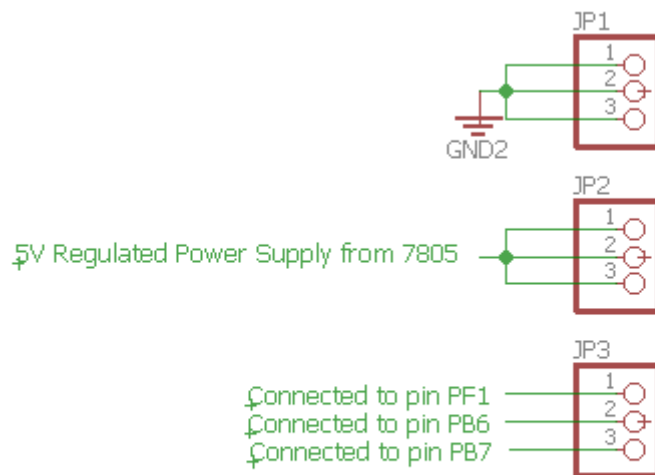 JP1
1
2
3
GND2
JP2
1
2
3
5V Regulated Power Supply from 7805
JP3
1
2
3
Connected to pin PF1
Connected to pin PB6
Connected to pin PB7